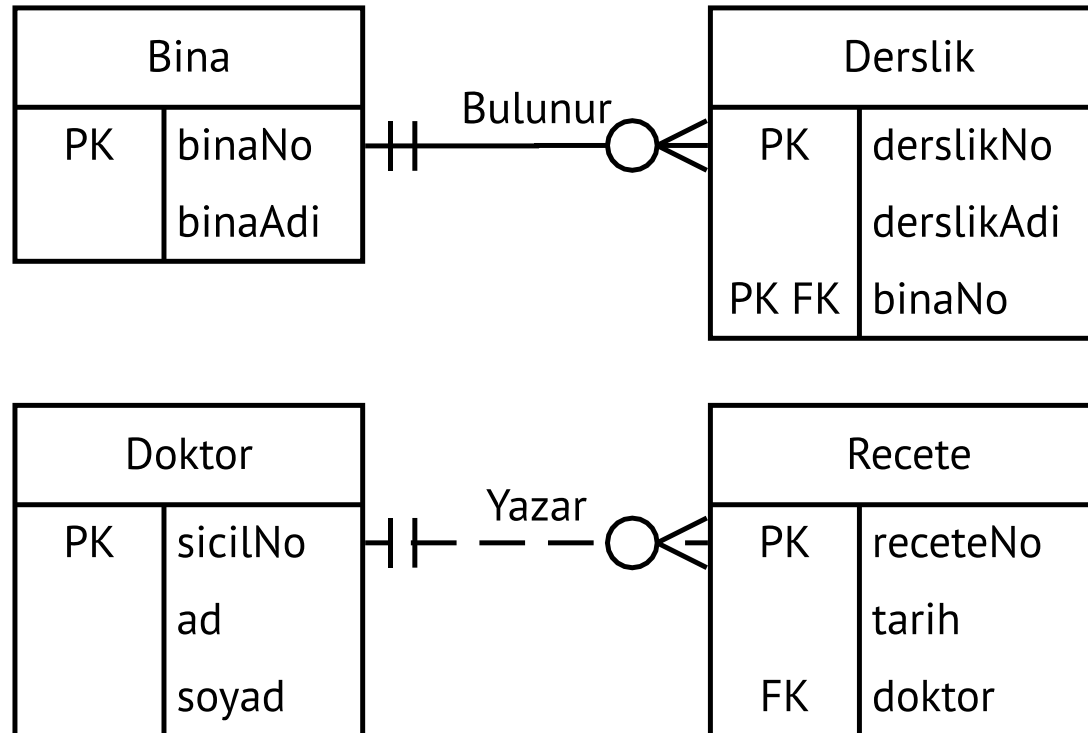 Bina
PK binaNo
binaAdi
Bulunur
Derslik
PK derslikNo
derslikAdi
PK FK binaNo
Doktor
PK sicilNo
ad
soyad
Yazar
Recete
PK receteNo
tarih
FK doktor